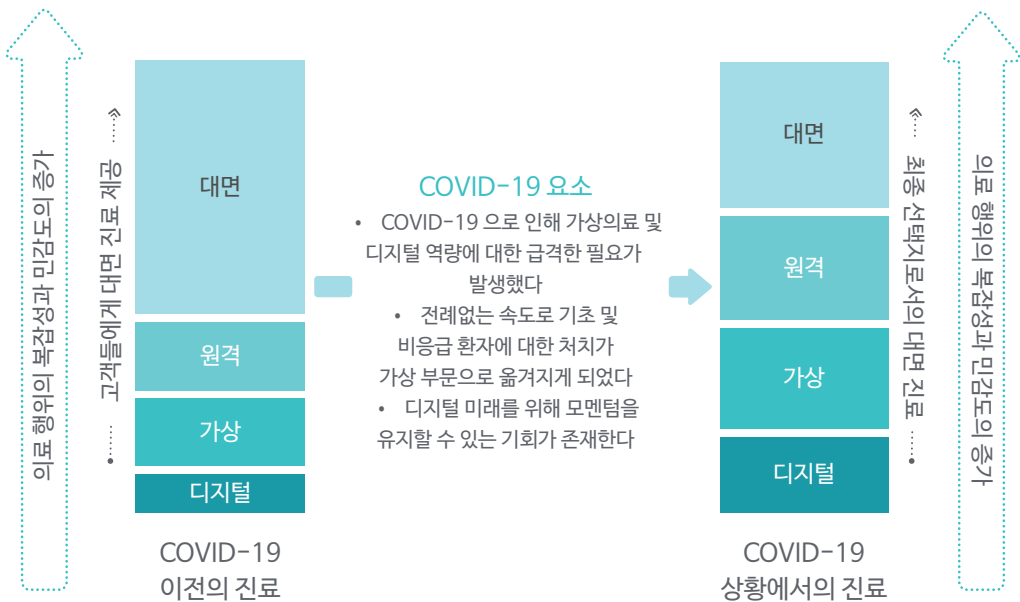 의료 행위의 복잡성과 민감도의 증가
고객들에게 대면 진료 제공
대면
원격
가상
디지털
COVID-19
이전의 진료
COVID-19 요소
• COVID-19 으로 인해 가상의료 및
디지털 역량에 대한 급격한 필요가
발생했다
• 전례없는 속도로 기초 및
비응급 환자에 대한 처치가
가상 부문으로 옮겨지게 되었다
• 디지털 미래를 위해 모멘텀을
유지할 수 있는 기회가 존재한다
대면
원격
가상
디지털
COVID-19
상황에서의 진료
최종 선택지로서의 대면 진료
의료 행위의 복잡성과 민감도의 증가